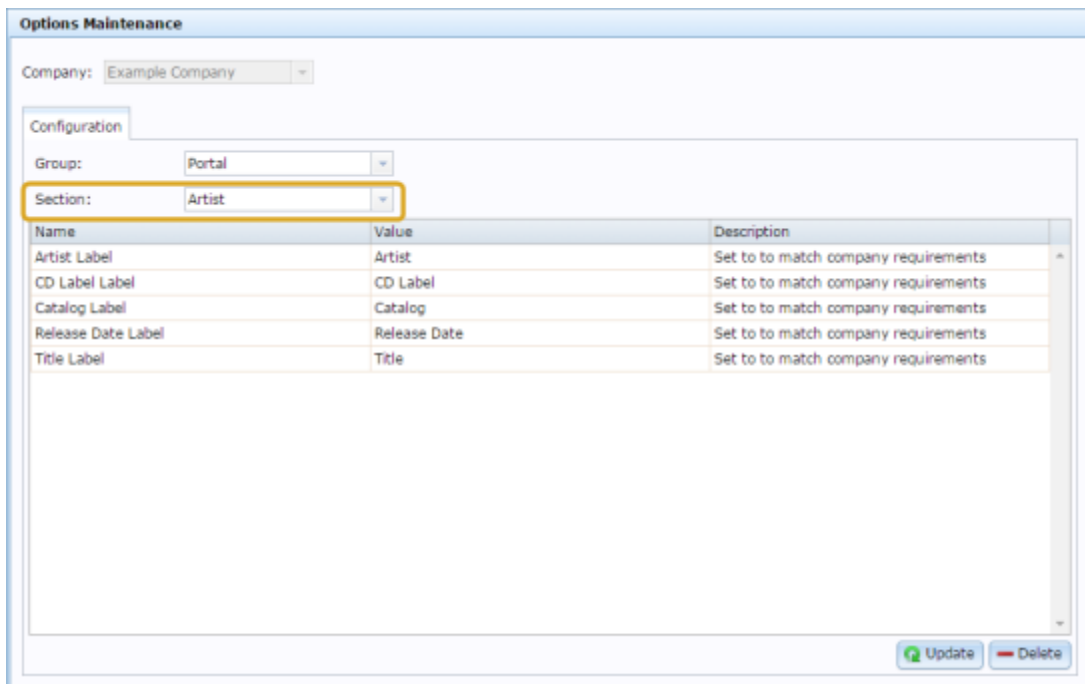 Options Maintenance
Company: Example Company
Configuration
Group: Portal
Section: Artist
Name Value Description
Artist Label Artist Set to to match company requirements
CD Label Label CD Label Set to to match company requirements
Catalog Label Catalog Set to to match company requirements
Release Date Label Release Date Set to to match company requirements
Title Label Title Set to to match company requirements
Update Delete